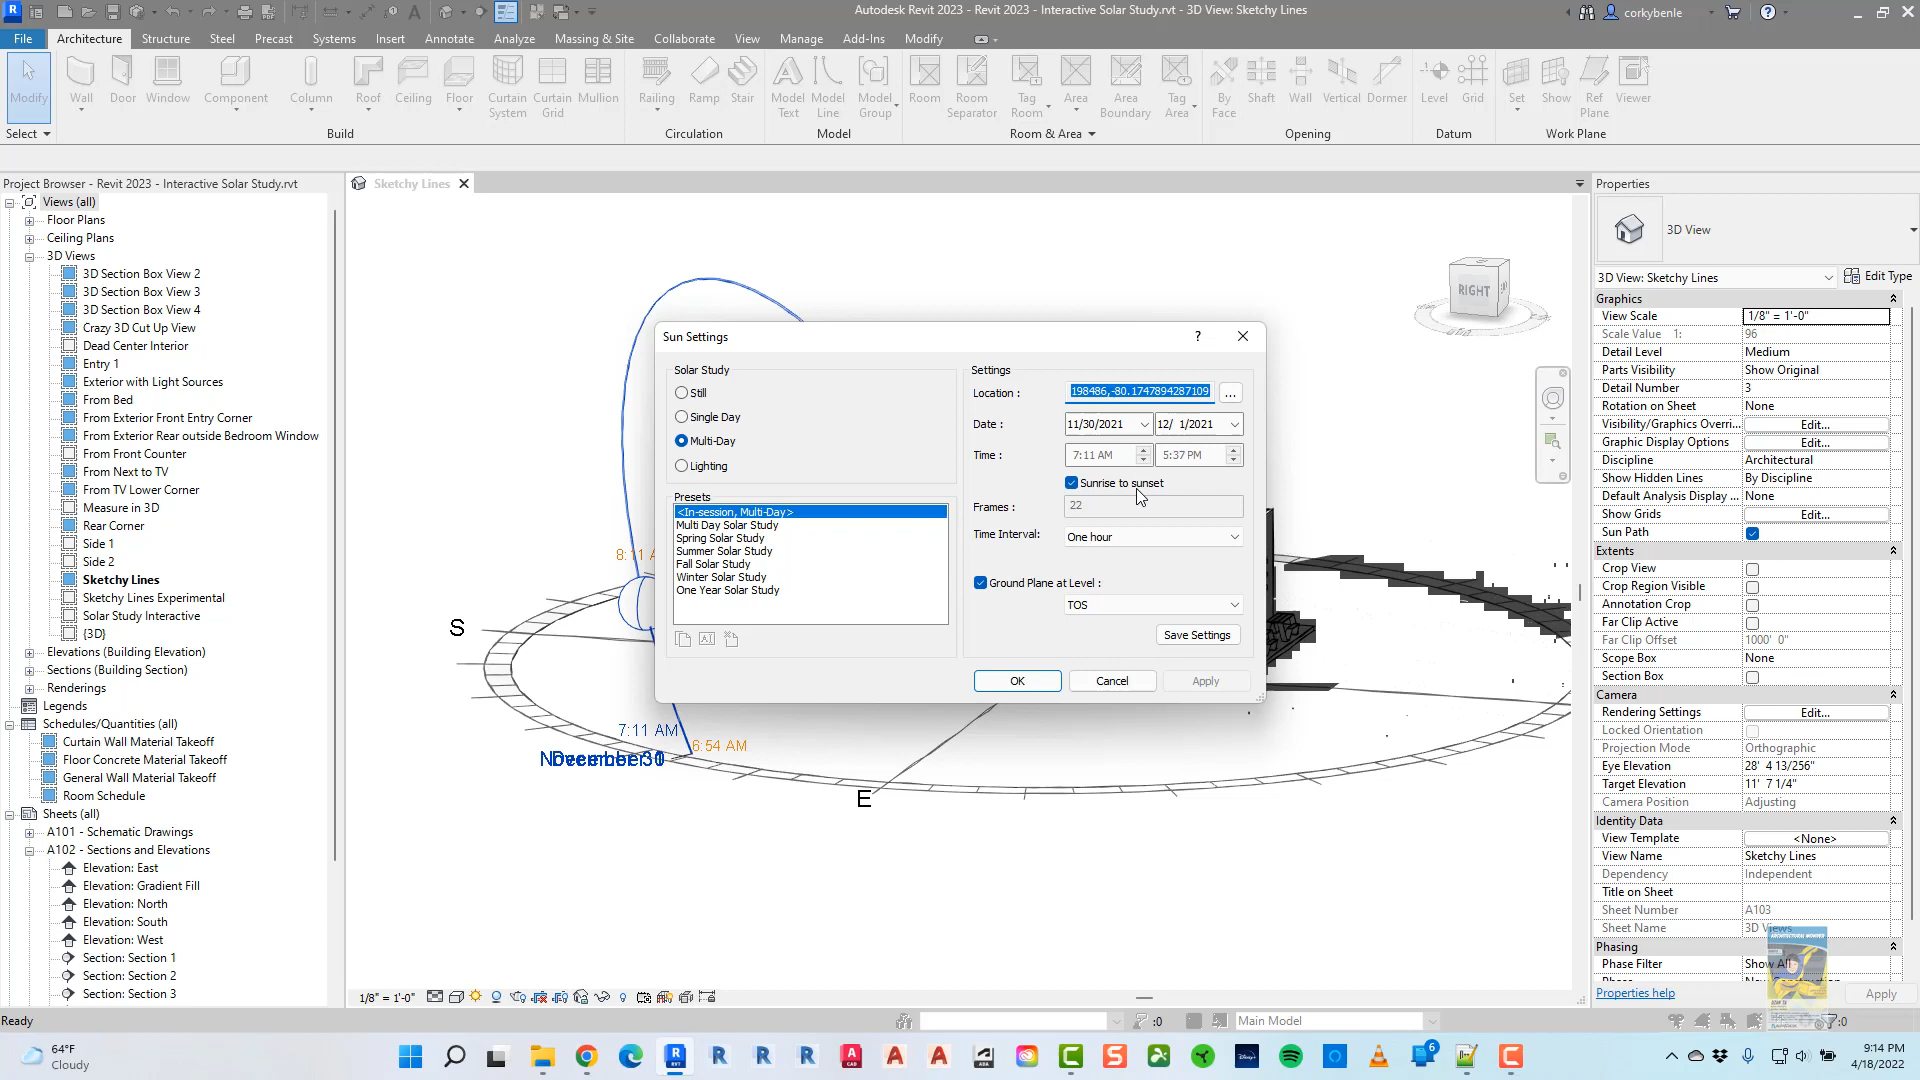 Autodesk Revit 2023 - Revit 2023 - Interactive Solar Study.rvt - 3D View: Sketchy Lines
corkybenle
File Architecture Structure Steel Precast Systems Insert Annotate Analyze Massing & Site Collaborate View Manage Add-Ins Modify
Modify Wall Door Window Component Column Roof Ceiling Floor Curtain System Curtain Grid Mullion Railing Ramp Stair Model Text Model Line Model Group Room Room Separator Tag Room Area Area Boundary Tag Area By Face Shaft Wall Vertical Dormer Level Grid Set Show Ref Plane Viewer
Select Build Circulation Model Room & Area Opening Datum Work Plane
Project Browser - Revit 2023 - Interactive Solar Study.rvt
Views (all)
Floor Plans
Ceiling Plans
3D Views
3D Section Box View 2
3D Section Box View 3
3D Section Box View 4
Crazy 3D Cut Up View
Dead Center Interior
Entry 1
Exterior with Light Sources
From Bed
From Exterior Front Entry Corner
From Exterior Rear outside Bedroom Window
From Front Counter
From Next to TV
From TV Lower Corner
Measure in 3D
Rear Corner
Side 1
Side 2
Sketchy Lines
Sketchy Lines Experimental
Solar Study Interactive
{3D}
Elevations (Building Elevation)
Sections (Building Section)
Renderings
Legends
Schedules/Quantities (all)
Curtain Wall Material Takeoff
Floor Concrete Material Takeoff
General Wall Material Takeoff
Room Schedule
Sheets (all)
A101 - Schematic Drawings
A102 - Sections and Elevations
Elevation: East
Elevation: Gradient Fill
Elevation: North
Elevation: South
Elevation: West
Section: Section 1
Section: Section 2
Section: Section 3
Sketchy Lines
RIGHT
S
E
8:11 A
7:11 AM
8:54 AM
November 30
December 1
Sun Settings
?
Solar Study
Still
Single Day
Multi-Day
Lighting
Presets
<In-session, Multi-Day>
Multi Day Solar Study
Spring Solar Study
Summer Solar Study
Fall Solar Study
Winter Solar Study
One Year Solar Study
Settings
Location : 198486,-80.1747894287109 ...
Date : 11/30/2021 12/ 1/2021
Time : 7:11 AM 5:37 PM
Sunrise to sunset
Frames : 22
Time Interval: One hour
Ground Plane at Level :
TOS
Save Settings
OK Cancel Apply
1/8" = 1'-0"
Properties
3D View
3D View: Sketchy Lines Edit Type
Graphics
View Scale 1/8" = 1'-0"
Scale Value 1: 96
Detail Level Medium
Parts Visibility Show Original
Detail Number 3
Rotation on Sheet None
Visibility/Graphics Overri... Edit...
Graphic Display Options Edit...
Discipline Architectural
Show Hidden Lines By Discipline
Default Analysis Display ... None
Show Grids Edit...
Sun Path
Extents
Crop View
Crop Region Visible
Annotation Crop
Far Clip Active
Far Clip Offset 1000' 0"
Scope Box None
Section Box
Camera
Rendering Settings Edit...
Locked Orientation
Projection Mode Orthographic
Eye Elevation 28' 4 13/256"
Target Elevation 11' 7 1/4"
Camera Position Adjusting
Identity Data
View Template <None>
View Name Sketchy Lines
Dependency Independent
Title on Sheet
Sheet Number A103
Sheet Name 3D Views
Phasing
Phase Filter Show All
Properties help Apply
Ready
:0 Main Model :0
64°F
Cloudy
6
9:14 PM
4/18/2022